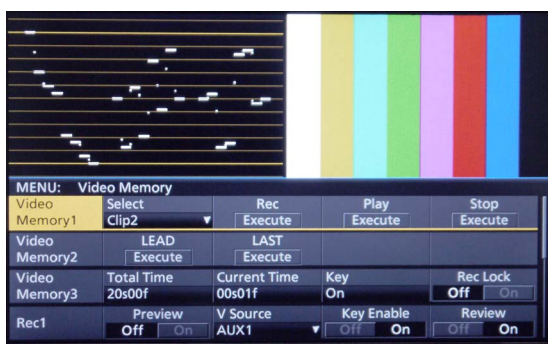 MENU: Video Memory
Video Memory1 Select Clip2 Rec Execute Play Execute Stop Execute
Video Memory2 LEAD Execute LAST Execute
Video Memory3 Total Time 20s00f Current Time 00s01f Key On Rec Lock Off On
Rec1 Preview Off On V Source AUX1 Key Enable Off On Review Off On